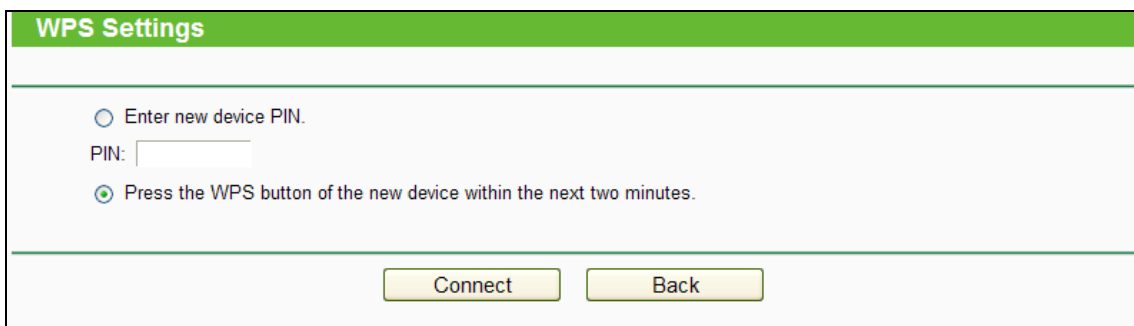 WPS Settings
Enter new device PIN.
PIN:
Press the WPS button of the new device within the next two minutes.
Connect Back